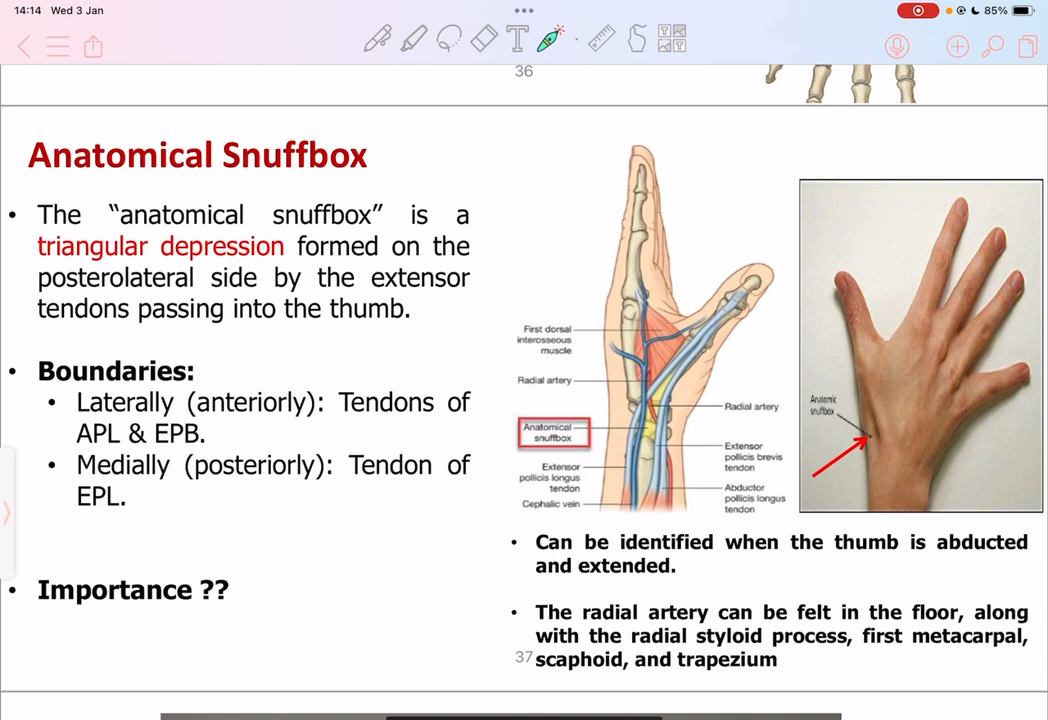 14:14 Wed 3 Jan
85%
36
Anatomical Snuffbox
• The “anatomical snuffbox” is a
triangular depression formed on the
posterolateral side by the extensor
tendons passing into the thumb.
• Boundaries:
• Laterally (anteriorly): Tendons of
APL & EPB.
• Medially (posteriorly): Tendon of
EPL.
• Importance ??
First dorsal
interosseous
muscle
Radial artery
Anatomical
snuffbox
Extensor
pollicis longus
tendon
Cephalic vein
Radial artery
Extensor
pollicis brevis
tendon
Abductor
pollicis longus
tendon
Anatomic
snuffbox
• Can be identified when the thumb is abducted
and extended.
• The radial artery can be felt in the floor, along
with the radial styloid process, first metacarpal,
scaphoid, and trapezium
37